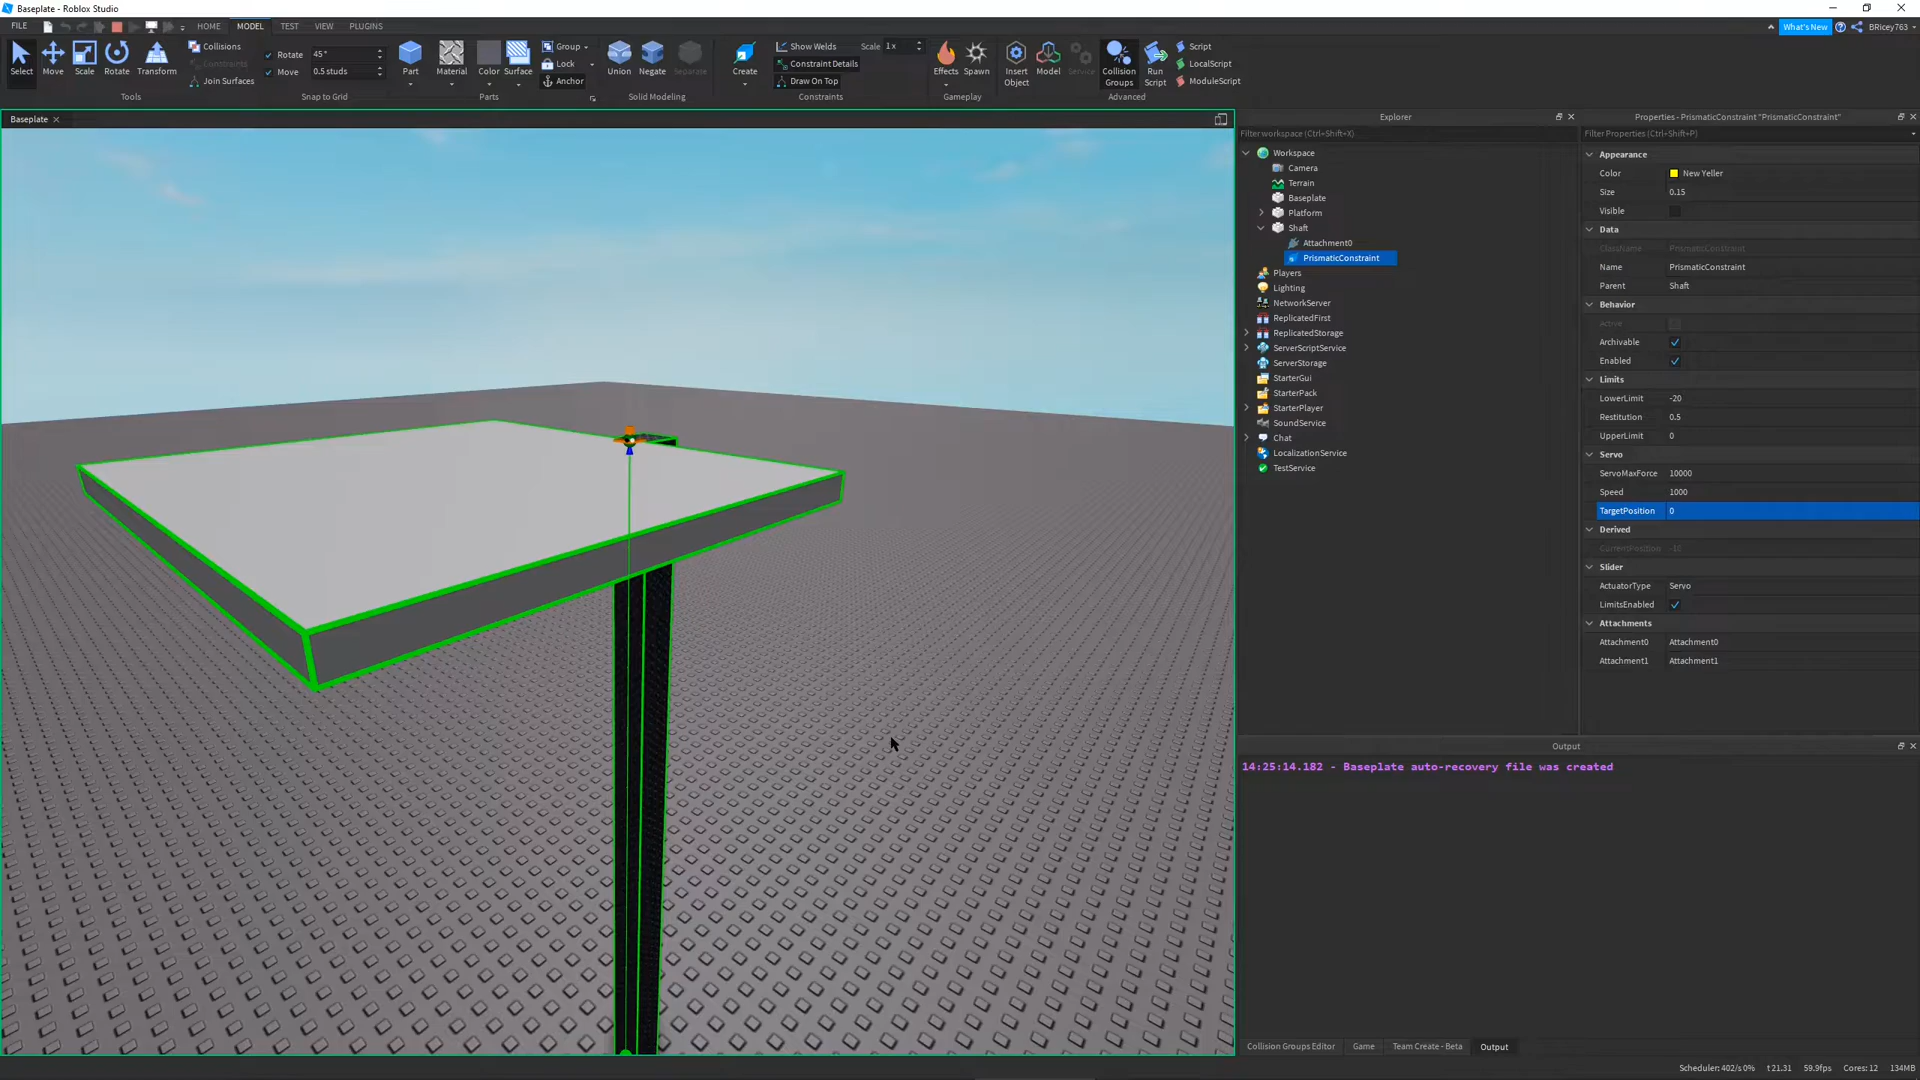 Baseplate - Roblox Studio
FILE
HOME
MODEL
TEST
VIEW
PLUGINS
What's New
BRicey763
Select
Move
Scale
Rotate
Transform
Collisions
Constraints
Join Surfaces
Tools
Rotate 45°
Move 0.5 studs
Snap to Grid
Part
Material
Color
Surface
Group
Lock
Anchor
Parts
Union
Negate
Separate
Solid Modeling
Create
Show Welds
Scale 1x
Constraint Details
Draw On Top
Constraints
Effects
Spawn
Gameplay
Insert
Object
Model
Service
Collision
Groups
Run
Script
Script
LocalScript
ModuleScript
Advanced
Baseplate
Explorer
Filter workspace (Ctrl+Shift+X)
Workspace
Camera
Terrain
Baseplate
Platform
Shaft
Attachment0
PrismaticConstraint
Players
Lighting
NetworkServer
ReplicatedFirst
ReplicatedStorage
ServerScriptService
ServerStorage
StarterGui
StarterPack
StarterPlayer
SoundService
Chat
LocalizationService
TestService
Properties - PrismaticConstraint "PrismaticConstraint"
Filter Properties (Ctrl+Shift+P)
Appearance
Color New Yeller
Size 0.15
Visible
Data
ClassName PrismaticConstraint
Name PrismaticConstraint
Parent Shaft
Behavior
Active
Archivable
Enabled
Limits
LowerLimit -20
Restitution 0.5
UpperLimit 0
Servo
ServoMaxForce 10000
Speed 1000
TargetPosition 0
Derived
CurrentPosition -10
Slider
ActuatorType Servo
LimitsEnabled
Attachments
Attachment0 Attachment0
Attachment1 Attachment1
Output
14:25:14.182 - Baseplate auto-recovery file was created
Collision Groups Editor
Game
Team Create - Beta
Output
Scheduler: 402/s 0%
t 21.31
59.9fps
Cores: 12
134MB